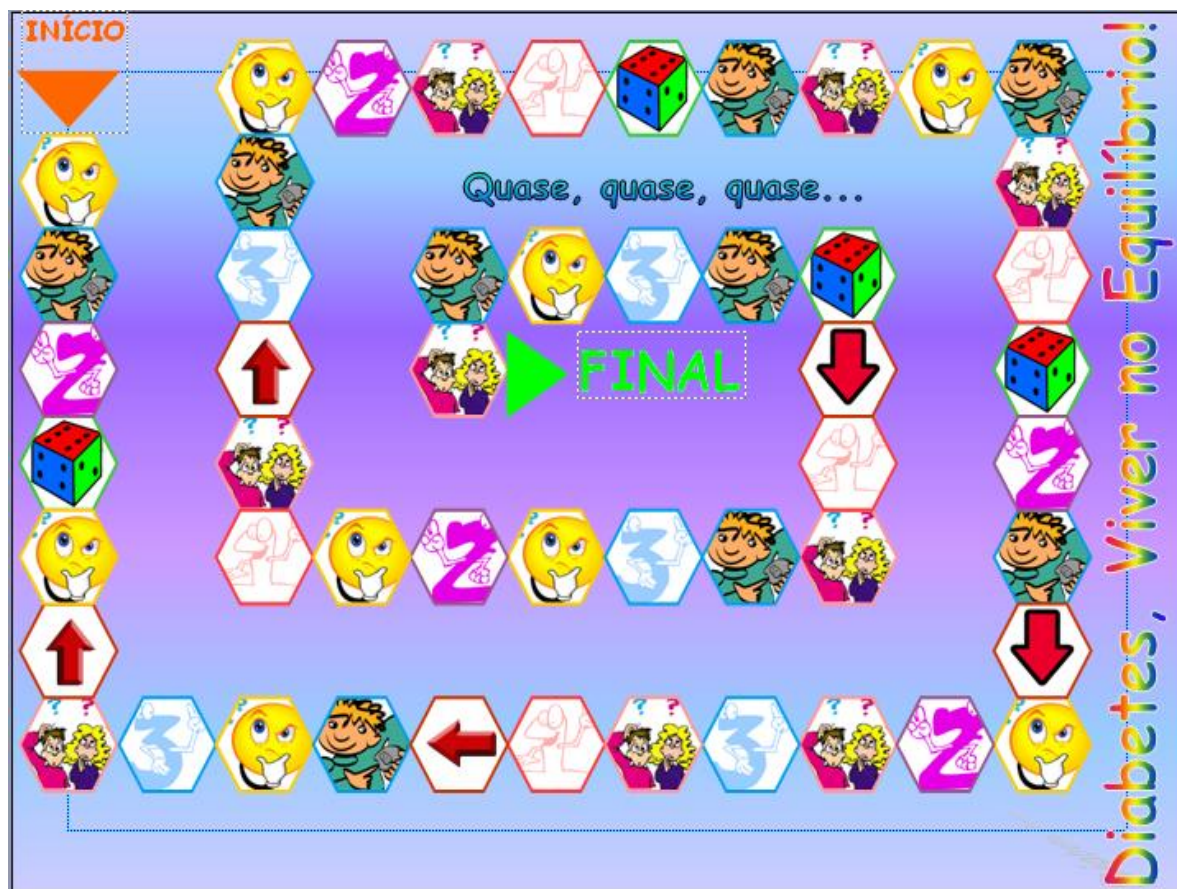 INÍCIO
Quase, quase, quase...
FINAL
Diabetes, Viver no Equilíbrio!